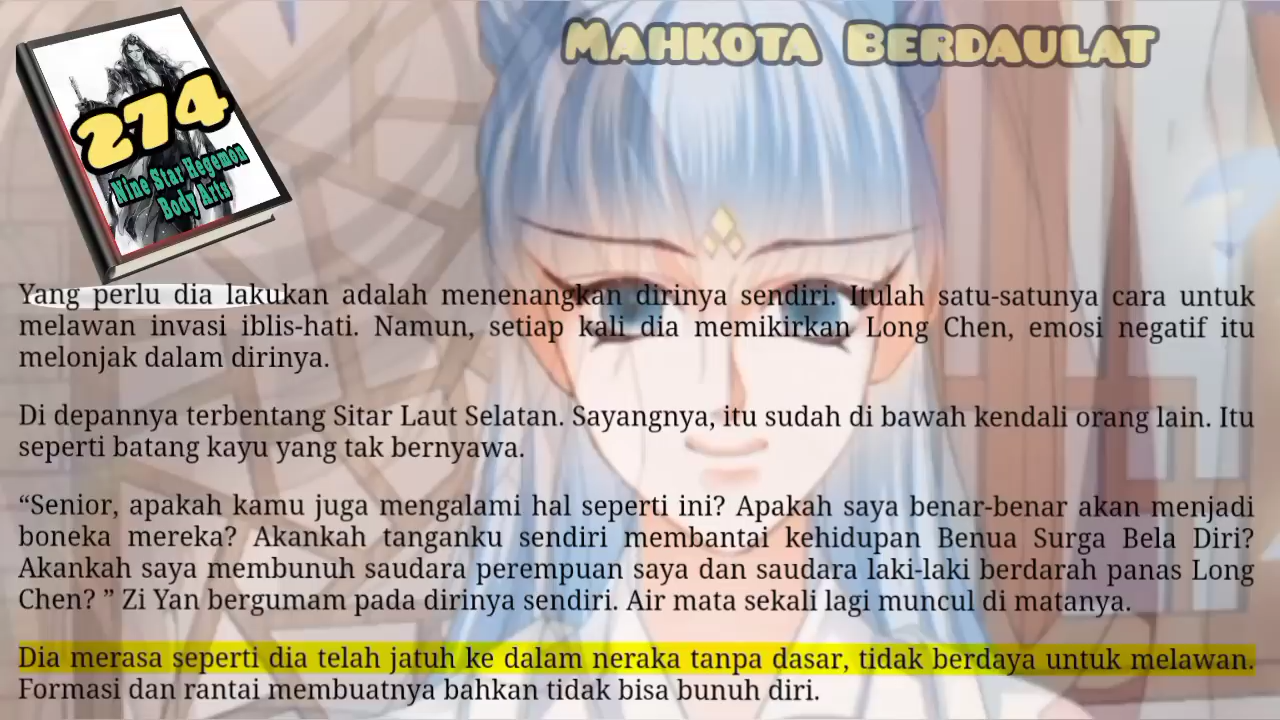 Mahkota Berdaulat
274
Nine Star Hegemon
Body Arts
Yang perlu dia lakukan adalah menenangkan dirinya sendiri. Itulah satu-satunya cara untuk
melawan invasi iblis-hati. Namun, setiap kali dia memikirkan Long Chen, emosi negatif itu
melonjak dalam dirinya.
Di depannya terbentang Sitar Laut Selatan. Sayangnya, itu sudah di bawah kendali orang lain. Itu
seperti batang kayu yang tak bernyawa.
“Senior, apakah kamu juga mengalami hal seperti ini? Apakah saya benar-benar akan menjadi
boneka mereka? Akankah tanganku sendiri membantai kehidupan Benua Surga Bela Diri?
Akankah saya membunuh saudara perempuan saya dan saudara laki-laki berdarah panas Long
Chen? ” Zi Yan bergumam pada dirinya sendiri. Air mata sekali lagi muncul di matanya.
Dia merasa seperti dia telah jatuh ke dalam neraka tanpa dasar, tidak berdaya untuk melawan.
Formasi dan rantai membuatnya bahkan tidak bisa bunuh diri.